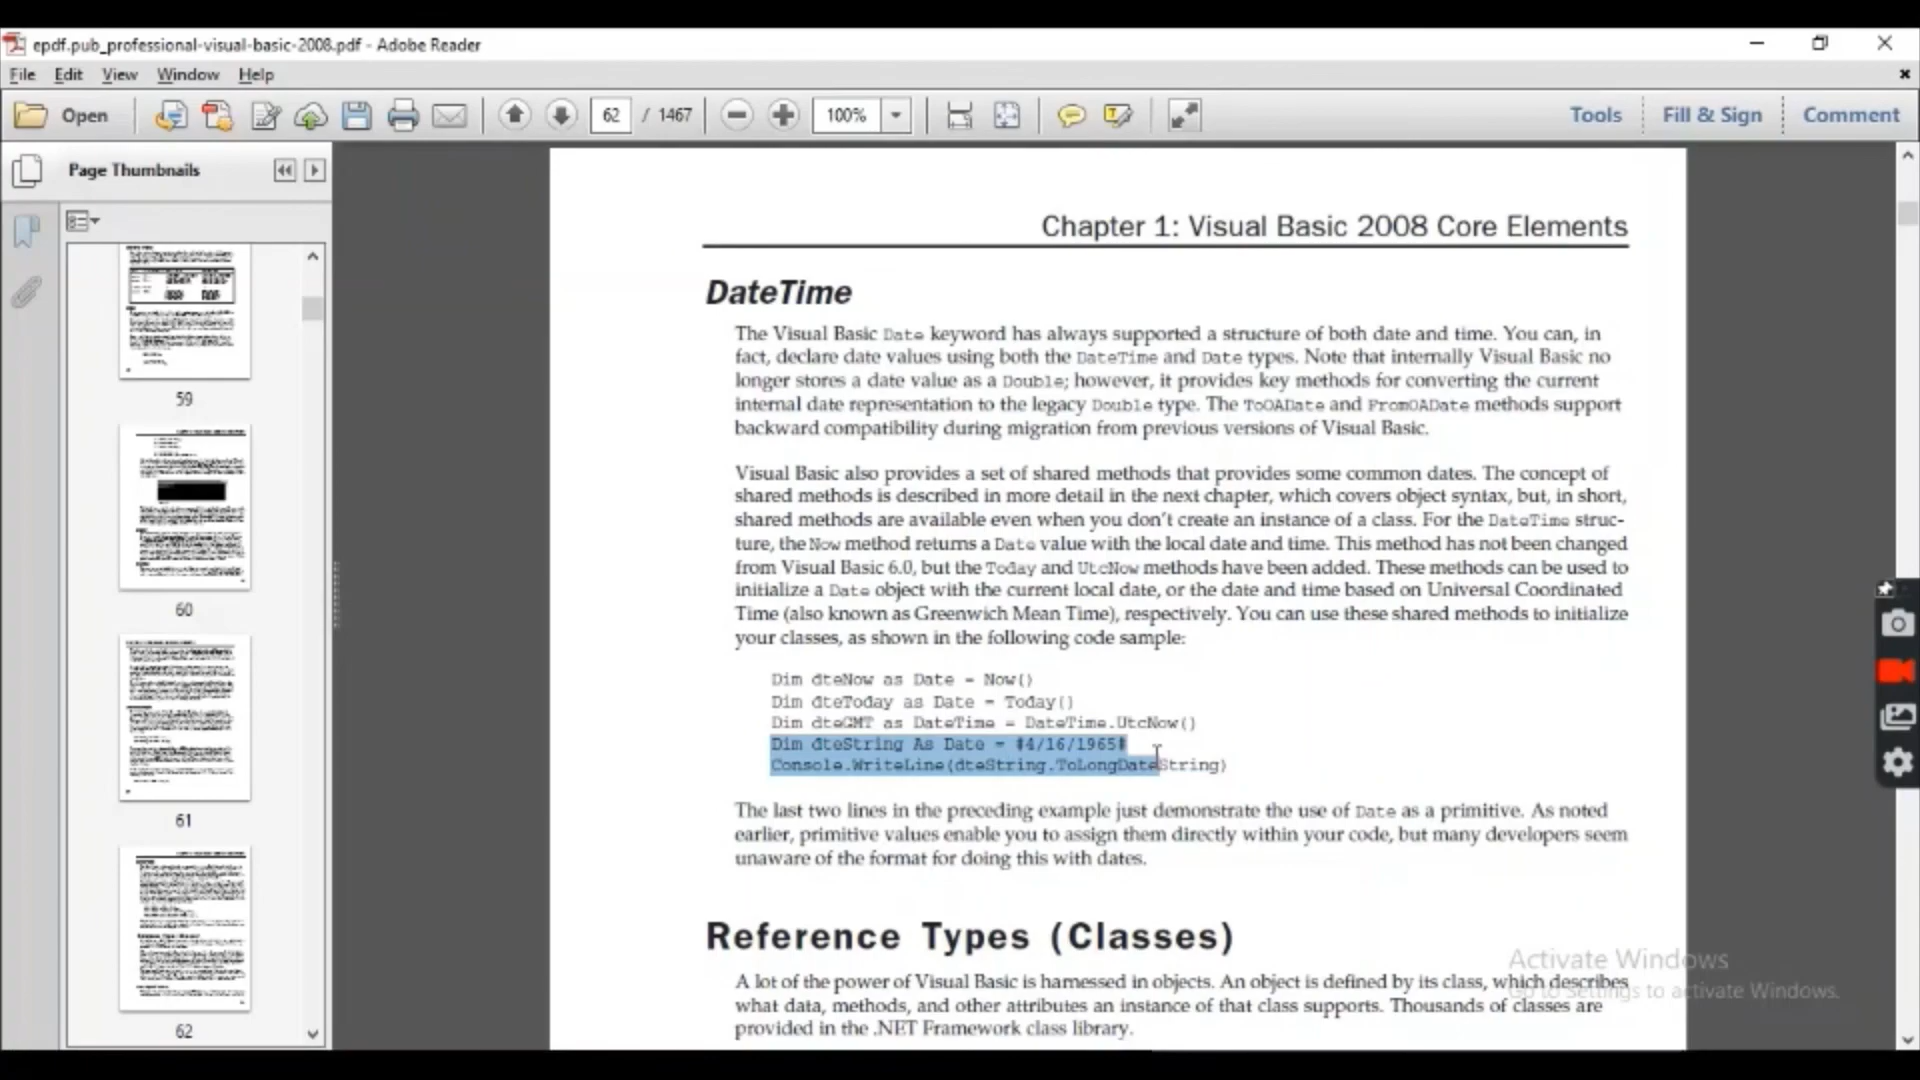 epdf.pub_professional-visual-basic-2008.pdf - Adobe Reader
File Edit View Window Help
Open 62 / 1467 100% Tools Fill & Sign Comment
Page Thumbnails
59
60
61
62
Chapter 1: Visual Basic 2008 Core Elements
DateTime
The Visual Basic Date keyword has always supported a structure of both date and time. You can, in
fact, declare date values using both the DateTime and Date types. Note that internally Visual Basic no
longer stores a date value as a Double; however, it provides key methods for converting the current
internal date representation to the legacy Double type. The ToOADate and FromOADate methods support
backward compatibility during migration from previous versions of Visual Basic.
Visual Basic also provides a set of shared methods that provides some common dates. The concept of
shared methods is described in more detail in the next chapter, which covers object syntax, but, in short,
shared methods are available even when you don't create an instance of a class. For the DateTime struc-
ture, the Now method returns a Date value with the local date and time. This method has not been changed
from Visual Basic 6.0, but the Today and UtcNow methods have been added. These methods can be used to
initialize a Date object with the current local date, or the date and time based on Universal Coordinated
Time (also known as Greenwich Mean Time), respectively. You can use these shared methods to initialize
your classes, as shown in the following code sample:
Dim dteNow as Date = Now()
Dim dteToday as Date = Today()
Dim dteGMT as DateTime = DateTime.UtcNow()
Dim dteString As Date = #4/16/1965#
Console.WriteLine(dteString.ToLongDateString)
The last two lines in the preceding example just demonstrate the use of Date as a primitive. As noted
earlier, primitive values enable you to assign them directly within your code, but many developers seem
unaware of the format for doing this with dates.
Reference Types (Classes)
A lot of the power of Visual Basic is harnessed in objects. An object is defined by its class, which describes
what data, methods, and other attributes an instance of that class supports. Thousands of classes are
provided in the .NET Framework class library.
Activate Windows
Go to Settings to activate Windows.